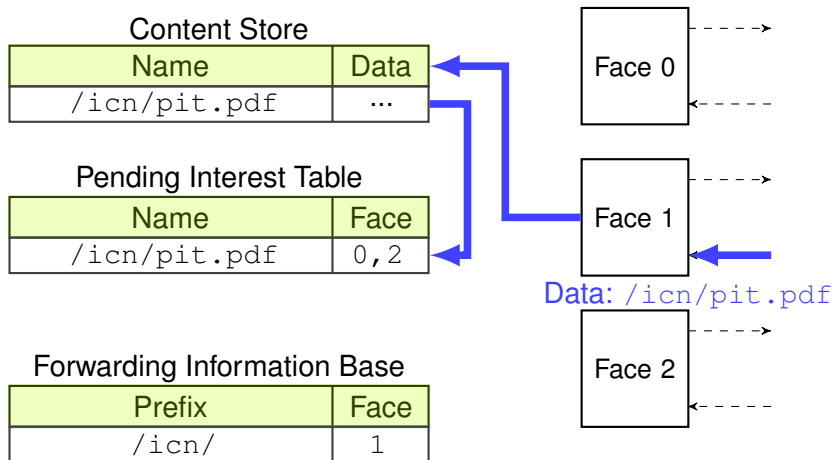 Content Store
Name Data
/icn/pit.pdf ...
Pending Interest Table
Name Face
/icn/pit.pdf 0,2
Forwarding Information Base
Prefix Face
/icn/ 1
Face 0
Face 1
Data: /icn/pit.pdf
Face 2